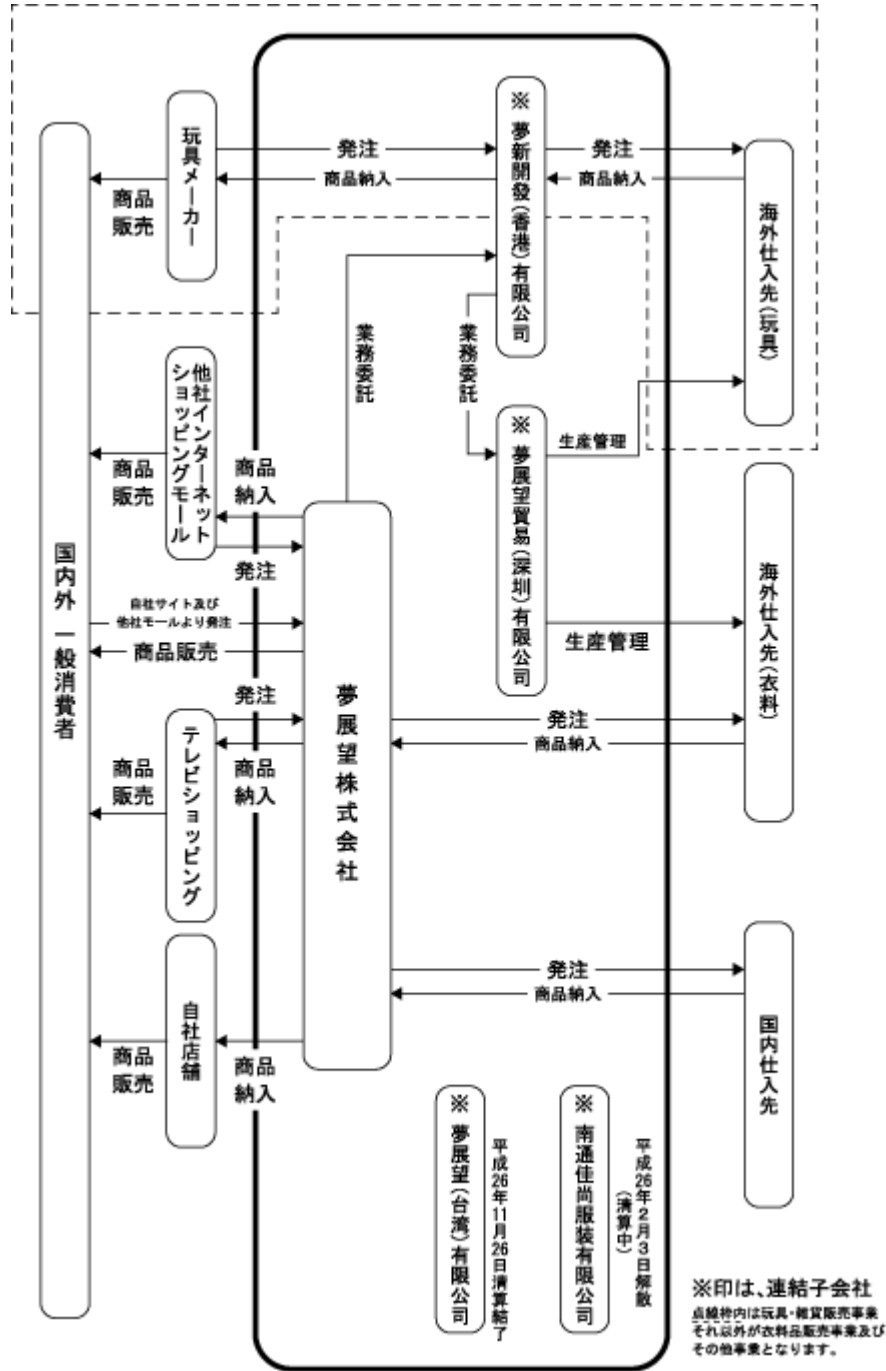 国内外 一般消費者
玩具メーカー
商品
販売
発注
商品納入
※ 夢新開發(香港)有限公司
発注
商品納入
海外仕入先(玩具)
業務委託
業務委託
他社インターネット
ショッピングモール
商品
販売
商品
納入
発注
※ 夢展望貿易(深圳)有限公司
生産管理
生産管理
海外仕入先(衣料)
自社サイト及び
他社モールより発注
商品販売
夢展望株式会社
発注
商品
納入
テレビショッピング
商品
販売
発注
商品納入
自社店舗
商品
販売
商品
納入
発注
商品納入
国内仕入先
※ 夢展望(台湾)有限公司
平成26年11月26日清算結了
※ 南通佳尚服装有限公司
平成26年2月3日解散
(清算中)
※印は、連結子会社
点線枠内は玩具・雑貨販売事業
それ以外が衣料品販売事業及び
その他事業となります。